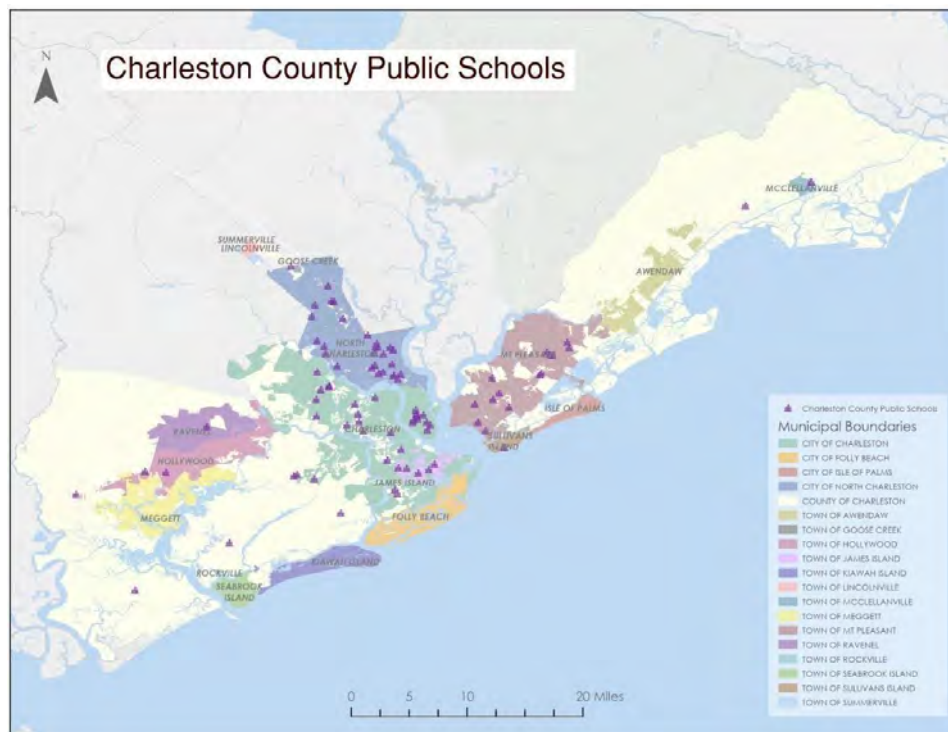 Charleston County Public Schools
N
MCCLELLANVILLE
SUMMERVILLE
LINCOLNVILLE
GOOSE CREEK
AWENDAW
NORTH
CHARLESTON
MT PLEASANT
ISLE OF PALMS
RAVENEL
CHARLESTON
SULLIVANS
ISLAND
HOLLYWOOD
JAMES ISLAND
MEGGETT
FOLLY BEACH
KIAWAH ISLAND
ROCKVILLE
SEABROOK
ISLAND
Charleston County Public Schools
Municipal Boundaries
CITY OF CHARLESTON
CITY OF FOLLY BEACH
CITY OF ISLE OF PALMS
CITY OF NORTH CHARLESTON
COUNTY OF CHARLESTON
TOWN OF AWENDAW
TOWN OF GOOSE CREEK
TOWN OF HOLLYWOOD
TOWN OF JAMES ISLAND
TOWN OF KIAWAH ISLAND
TOWN OF LINCOLNVILLE
TOWN OF MCCLELLANVILLE
TOWN OF MEGGETT
TOWN OF MT PLEASANT
TOWN OF RAVENEL
TOWN OF ROCKVILLE
TOWN OF SEABROOK ISLAND
TOWN OF SULLIVANS ISLAND
TOWN OF SUMMERVILLE
0 5 10 20 Miles